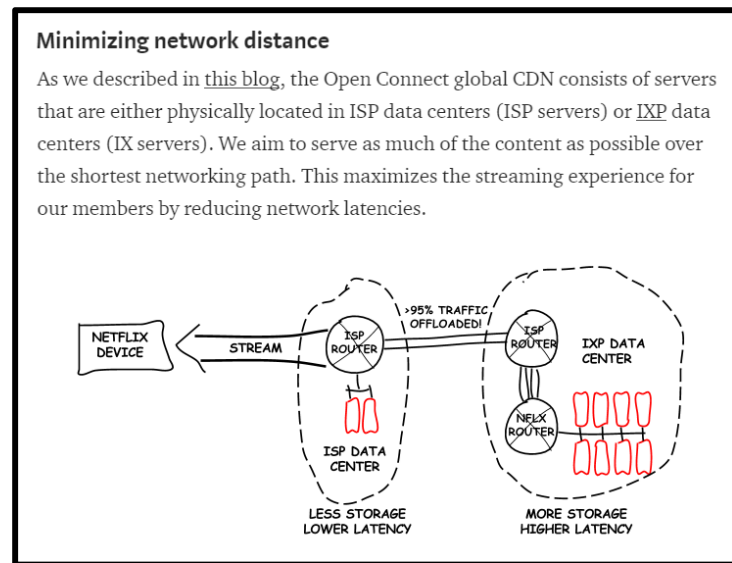 Minimizing network distance
As we described in this blog, the Open Connect global CDN consists of servers
that are either physically located in ISP data centers (ISP servers) or IXP data
centers (IX servers). We aim to serve as much of the content as possible over
the shortest networking path. This maximizes the streaming experience for
our members by reducing network latencies.
>95% TRAFFIC
OFFLOADED!
NETFLIX
DEVICE
STREAM
ISP
ROUTER
ISP
ROUTER
IXP DATA
CENTER
NFLX
ROUTER
ISP DATA
CENTER
LESS STORAGE
LOWER LATENCY
MORE STORAGE
HIGHER LATENCY